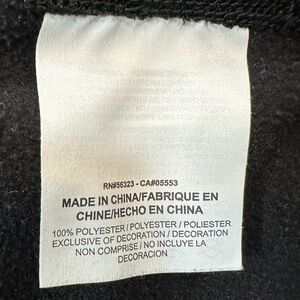 RN#56323 - CA#05553
MADE IN CHINA/FABRIQUE EN
CHINE/HECHO EN CHINA
100% POLYESTER / POLYESTER / POLIESTER
EXCLUSIVE OF DECORATION / DECORATION
NON COMPRISE / NO INCLUYE LA
DECORACION